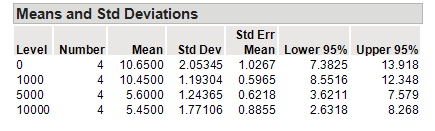 Means and Std Deviations
Std Err
Level Number Mean Std Dev Mean Lower 95% Upper 95%
0 4 10.6500 2.05345 1.0267 7.3825 13.918
1000 4 10.4500 1.19304 0.5965 8.5516 12.348
5000 4 5.6000 1.24365 0.6218 3.6211 7.579
10000 4 5.4500 1.77106 0.8855 2.6318 8.268